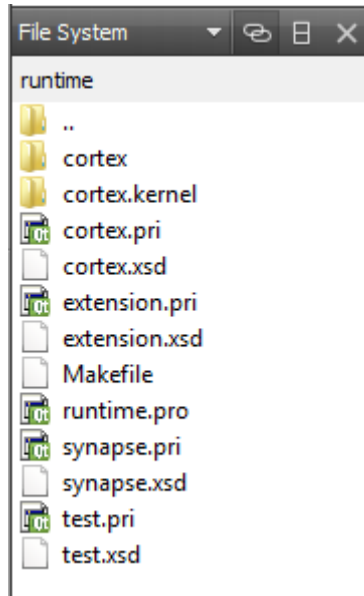 File System
runtime
..
cortex
cortex.kernel
cortex.pri
cortex.xsd
extension.pri
extension.xsd
Makefile
runtime.pro
synapse.pri
synapse.xsd
test.pri
test.xsd